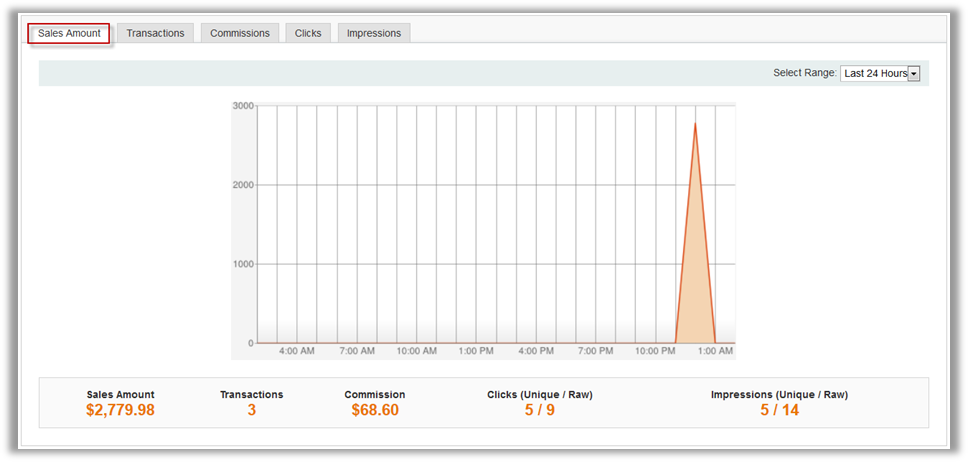 Sales Amount Transactions Commissions Clicks Impressions
Select Range: Last 24 Hours
3000
2000
1000
0
4:00 AM 7:00 AM 10:00 AM 1:00 PM 4:00 PM 7:00 PM 10:00 PM 1:00 AM
Sales Amount Transactions Commission Clicks (Unique / Raw) Impressions (Unique / Raw)
$2,779.98 3 $68.60 5 / 9 5 / 14